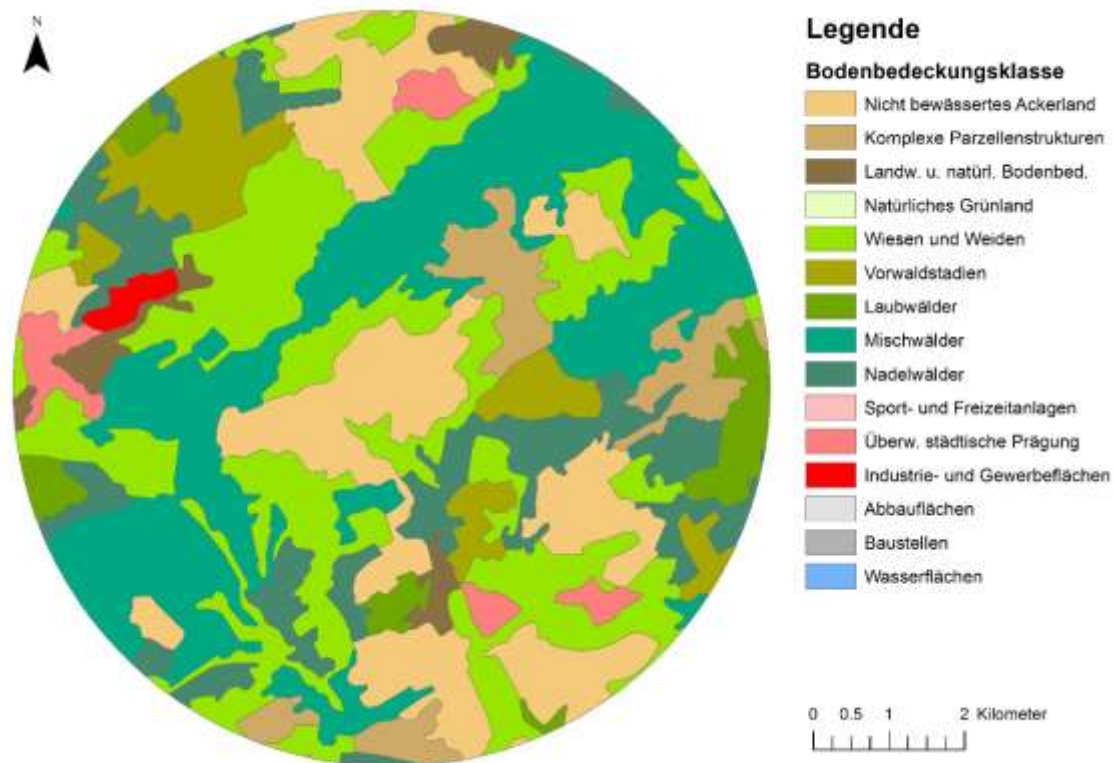 N
Legende
Bodenbedeckungsklasse
Nicht bewässertes Ackerland
Komplexe Parzellenstrukturen
Landw. u. natürl. Bodenbed.
Natürliches Grünland
Wiesen und Weiden
Vorwaldstadien
Laubwälder
Mischwälder
Nadelwälder
Sport- und Freizeitanlagen
Überw. städtische Prägung
Industrie- und Gewerbeflächen
Abbauflächen
Baustellen
Wasserflächen
0 0.5 1 2 Kilometer